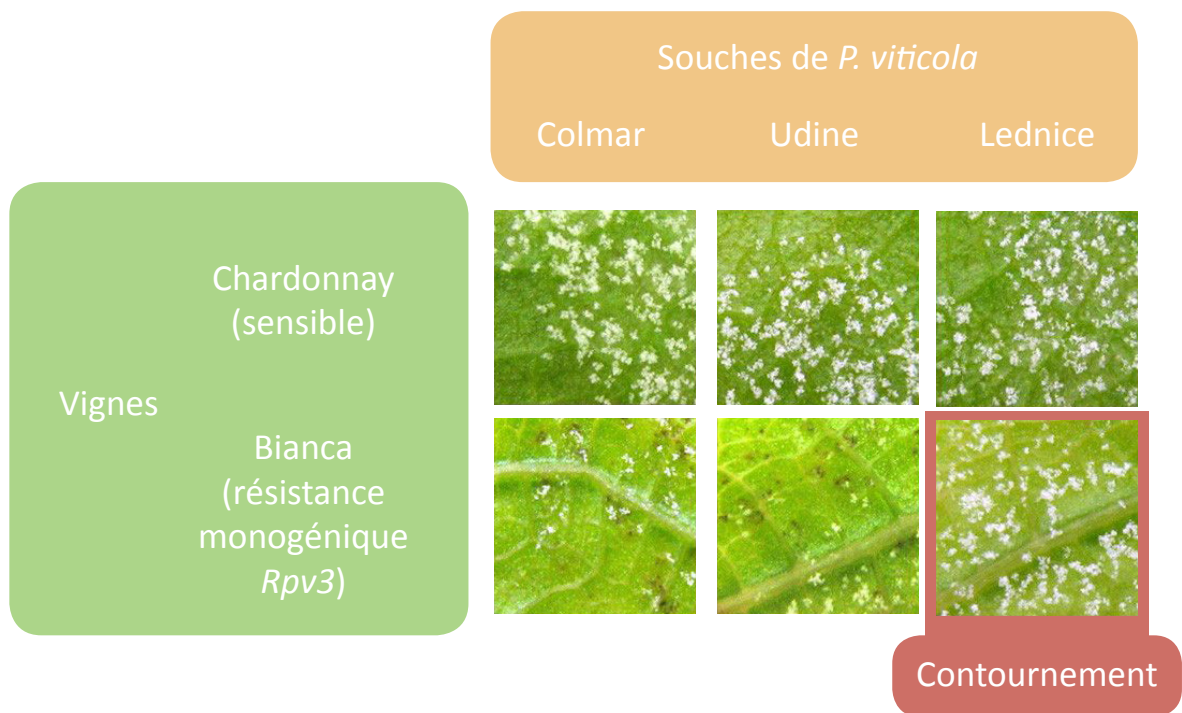 Souches de P. viticola
Colmar Udine Lednice
Chardonnay
(sensible)
Vignes
Bianca
(résistance
monogénique
Rpv3)
Contournement